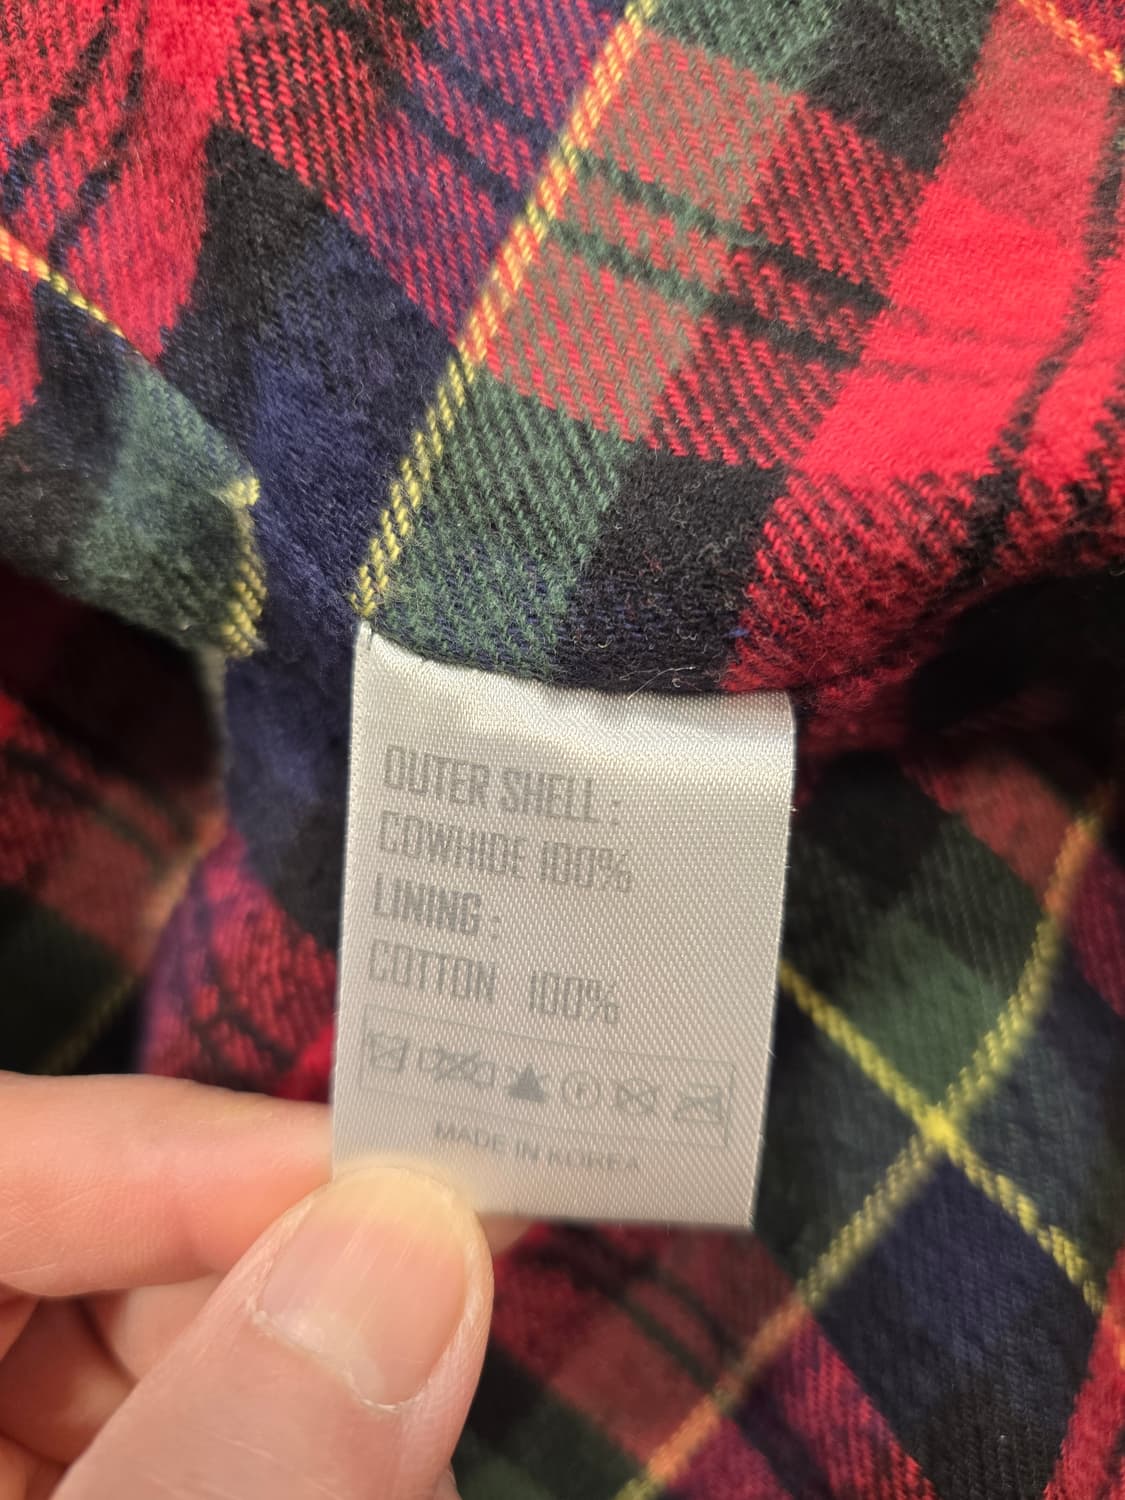 OUTER SHELL :
COWHIDE 100%
LINING :
COTTON 100%
F
MADE IN KOREA